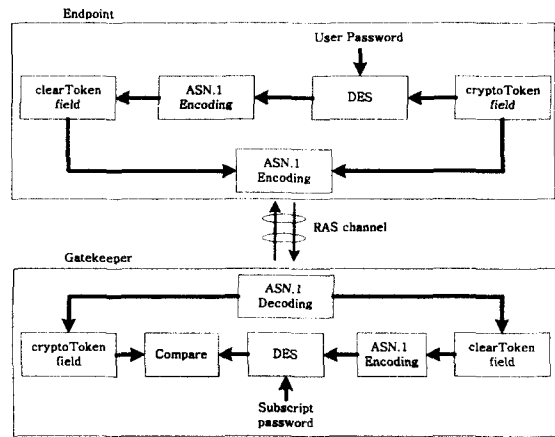 Endpoint
User Password
clearToken
field
ASN.1
Encoding
DES
cryptoToken
field
ASN.1
Encoding
RAS channel
Gatekeeper
ASN.1
Decoding
cryptoToken
field
Compare
DES
ASN.1
Encoding
clearToken
field
Subscript
password